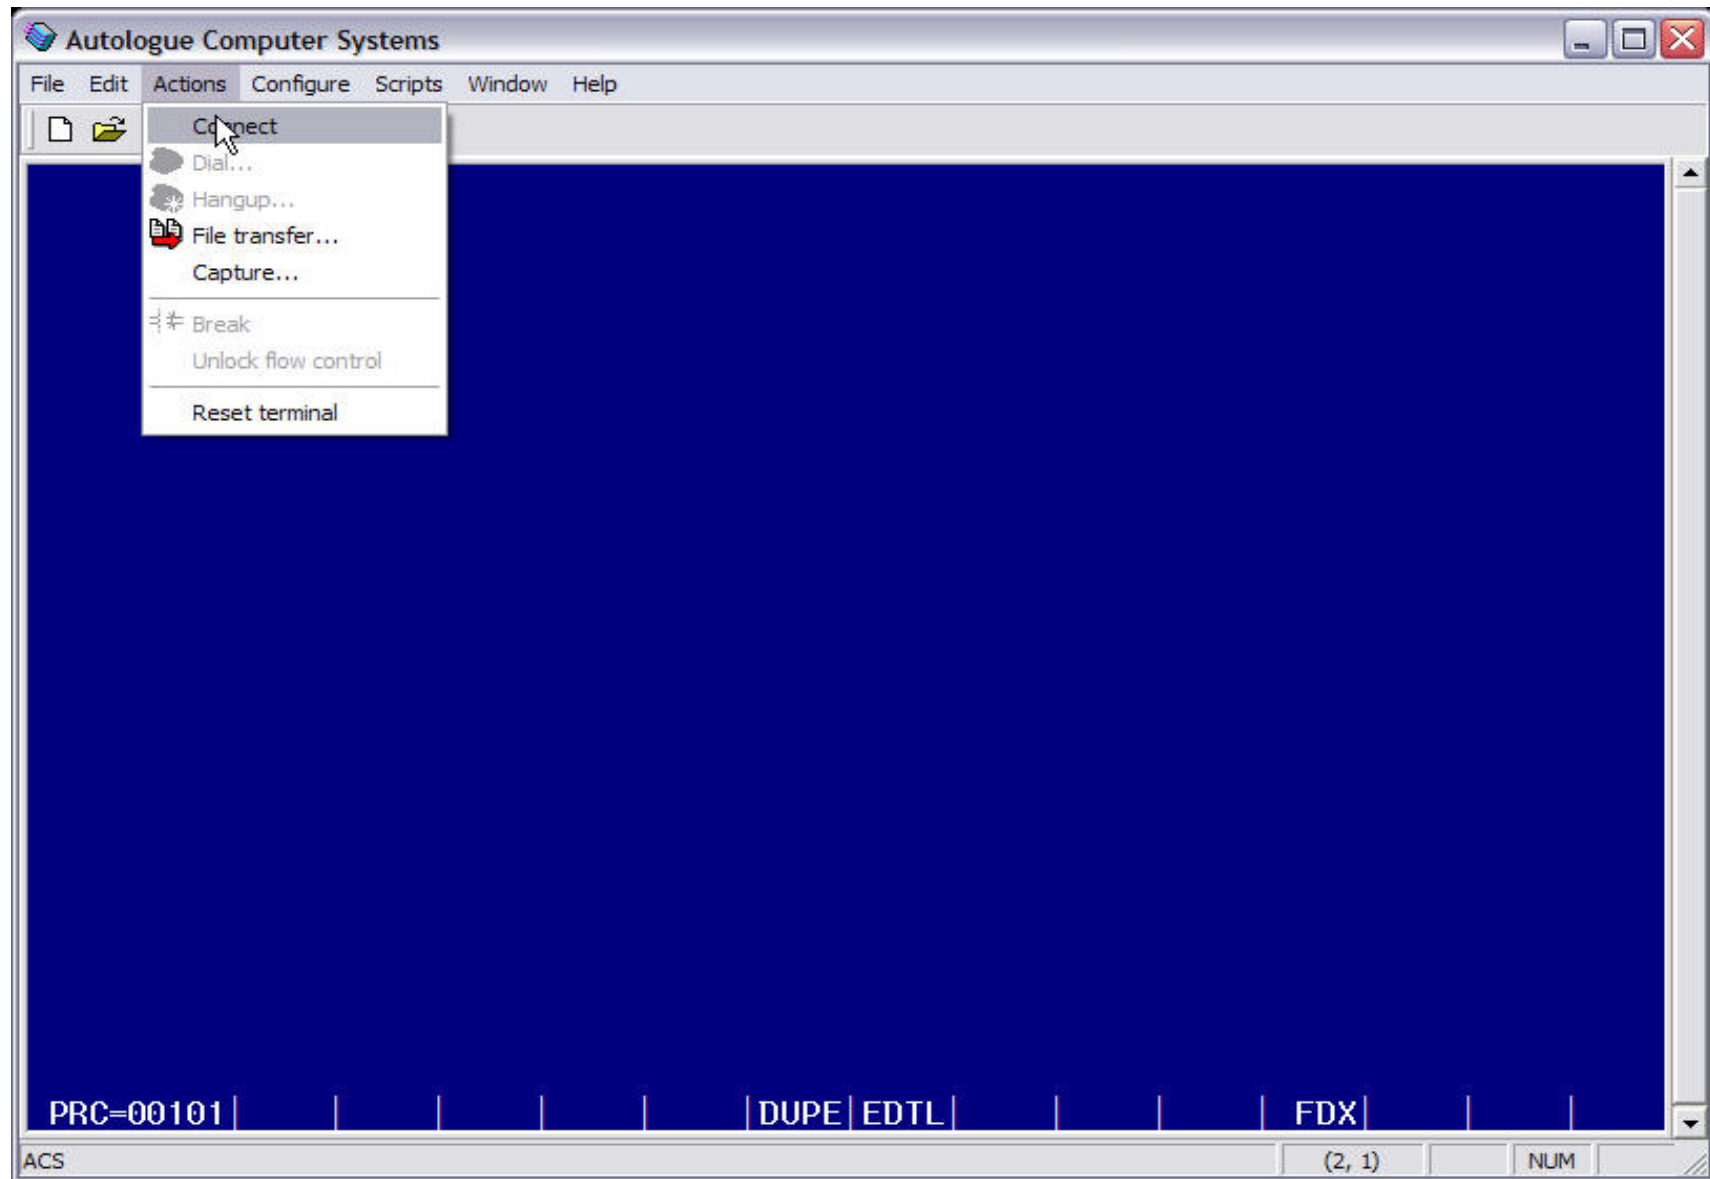 Autologue Computer Systems
File Edit Actions Configure Scripts Window Help
Connect
Dial...
Hangup...
File transfer...
Capture...
Break
Unlock flow control
Reset terminal
PRC=00101| | | | | |DUPE|EDTL| | | | FDX| | |
ACS (2, 1) NUM